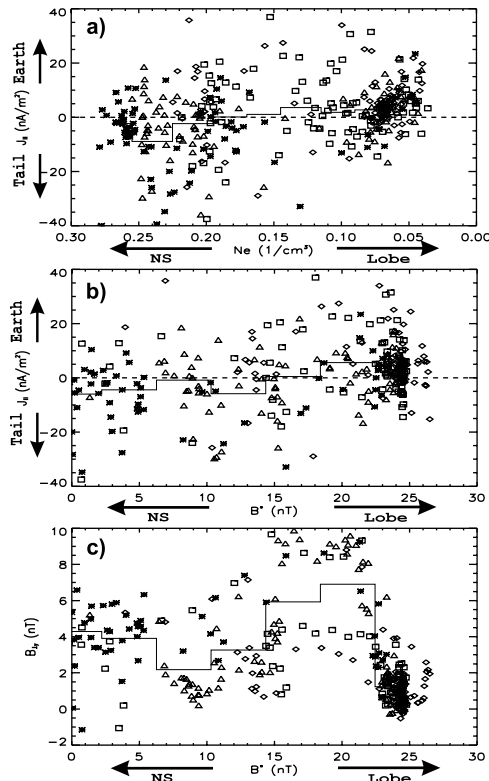 a)
Tail J∥ (nA/m²) Earth
40
20
0
−20
−40
0.30 0.25 0.20 0.15 0.10 0.05 0.00
Ne (1/cm³)
NS Lobe
b)
Tail J∥ (nA/m²) Earth
40
20
0
−20
−40
0 5 10 15 20 25 30
B* (nT)
NS Lobe
c)
(nT)
10
8
6
4
2
0
−2
0 5 10 15 20 25 30
B* (nT)
NS Lobe